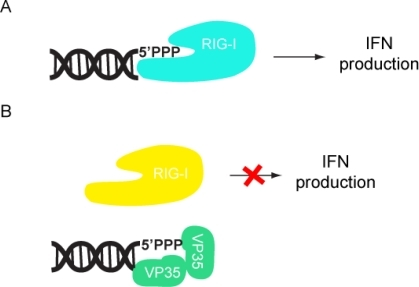 A
5'PPP
RIG-I
IFN
production
B
RIG-I
IFN
production
5'PPP
VP35
VP35